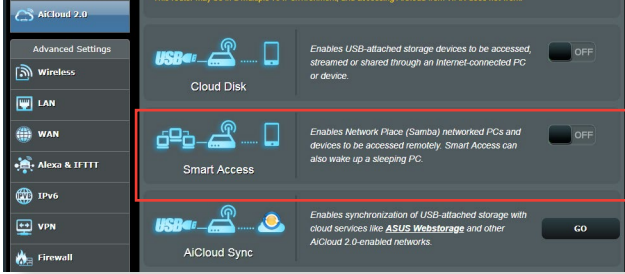 AiCloud 2.0
Advanced Settings
Wireless
LAN
WAN
Alexa & IFTTT
IPv6
VPN
Firewall
USB
Cloud Disk
Enables USB-attached storage devices to be accessed,
streamed or shared through an Internet-connected PC
or device.
OFF
Smart Access
Enables Network Place (Samba) networked PCs and
devices to be accessed remotely. Smart Access can
also wake up a sleeping PC.
OFF
USB
AiCloud Sync
Enables synchronization of USB-attached storage with
cloud services like ASUS Webstorage and other
AiCloud 2.0-enabled networks.
GO